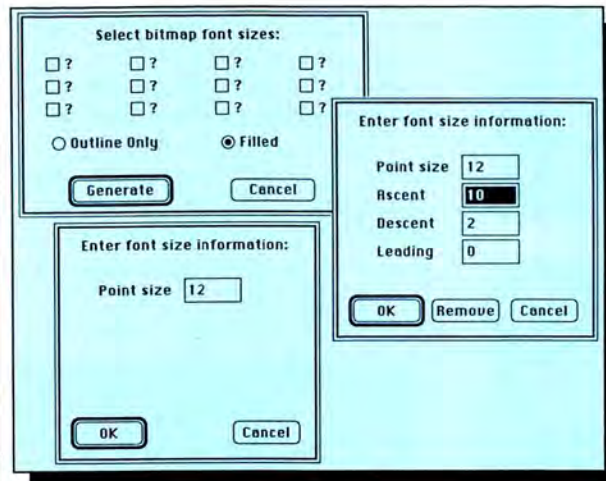 Select bitmap font sizes:
? ? ? ?
? ? ? ?
? ? ? ?
Outline Only Filled
Generate Cancel
Enter font size information:
Point size 12
Ascent 10
Descent 2
Leading 0
OK Remove Cancel
Enter font size information:
Point size 12
OK Cancel